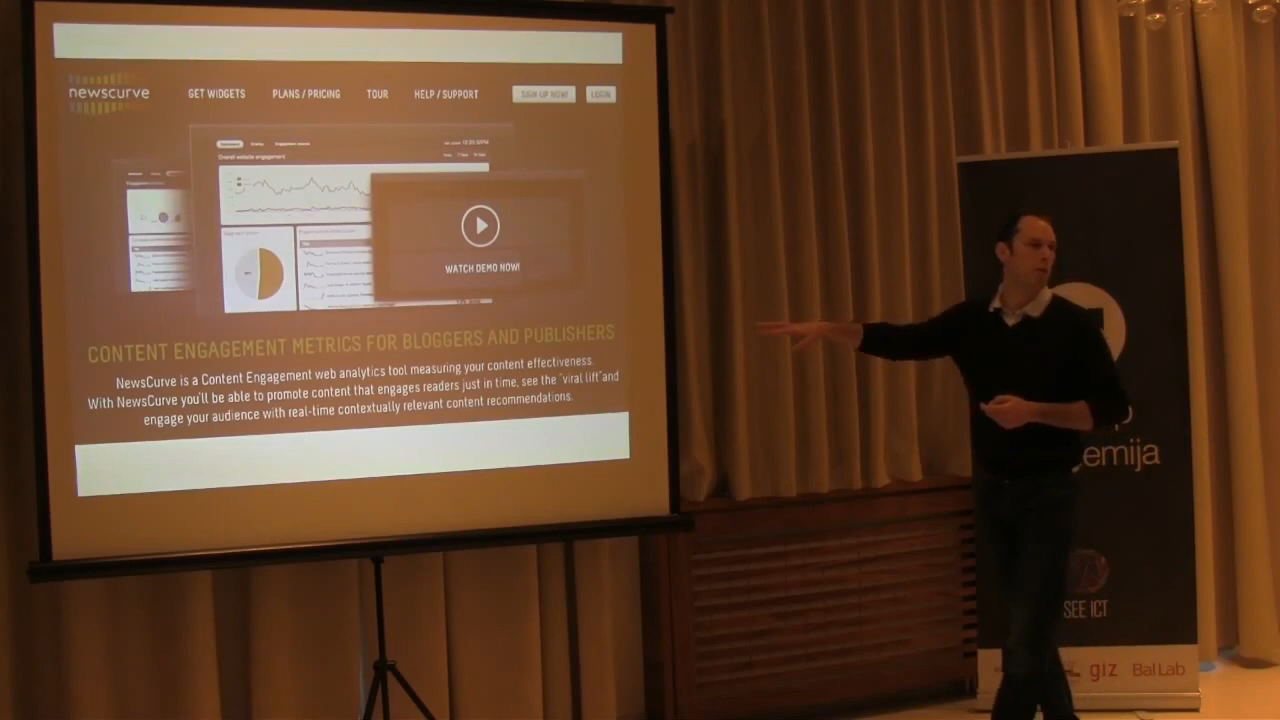 newscurve
GET WIDGETS
PLANS / PRICING
TOUR
HELP / SUPPORT
SIGN UP NOW!
LOGIN
Overall website engagement
WATCH DEMO NOW!
CONTENT ENGAGEMENT METRICS FOR BLOGGERS AND PUBLISHERS
NewsCurve is a Content Engagement web analytics tool measuring your content effectiveness.
With NewsCurve you'll be able to promote content that engages readers just in time, see the "viral lift" and
engage your audience with real-time contextually relevant content recommendations.
emija
SEE ICT
giz
BalLab